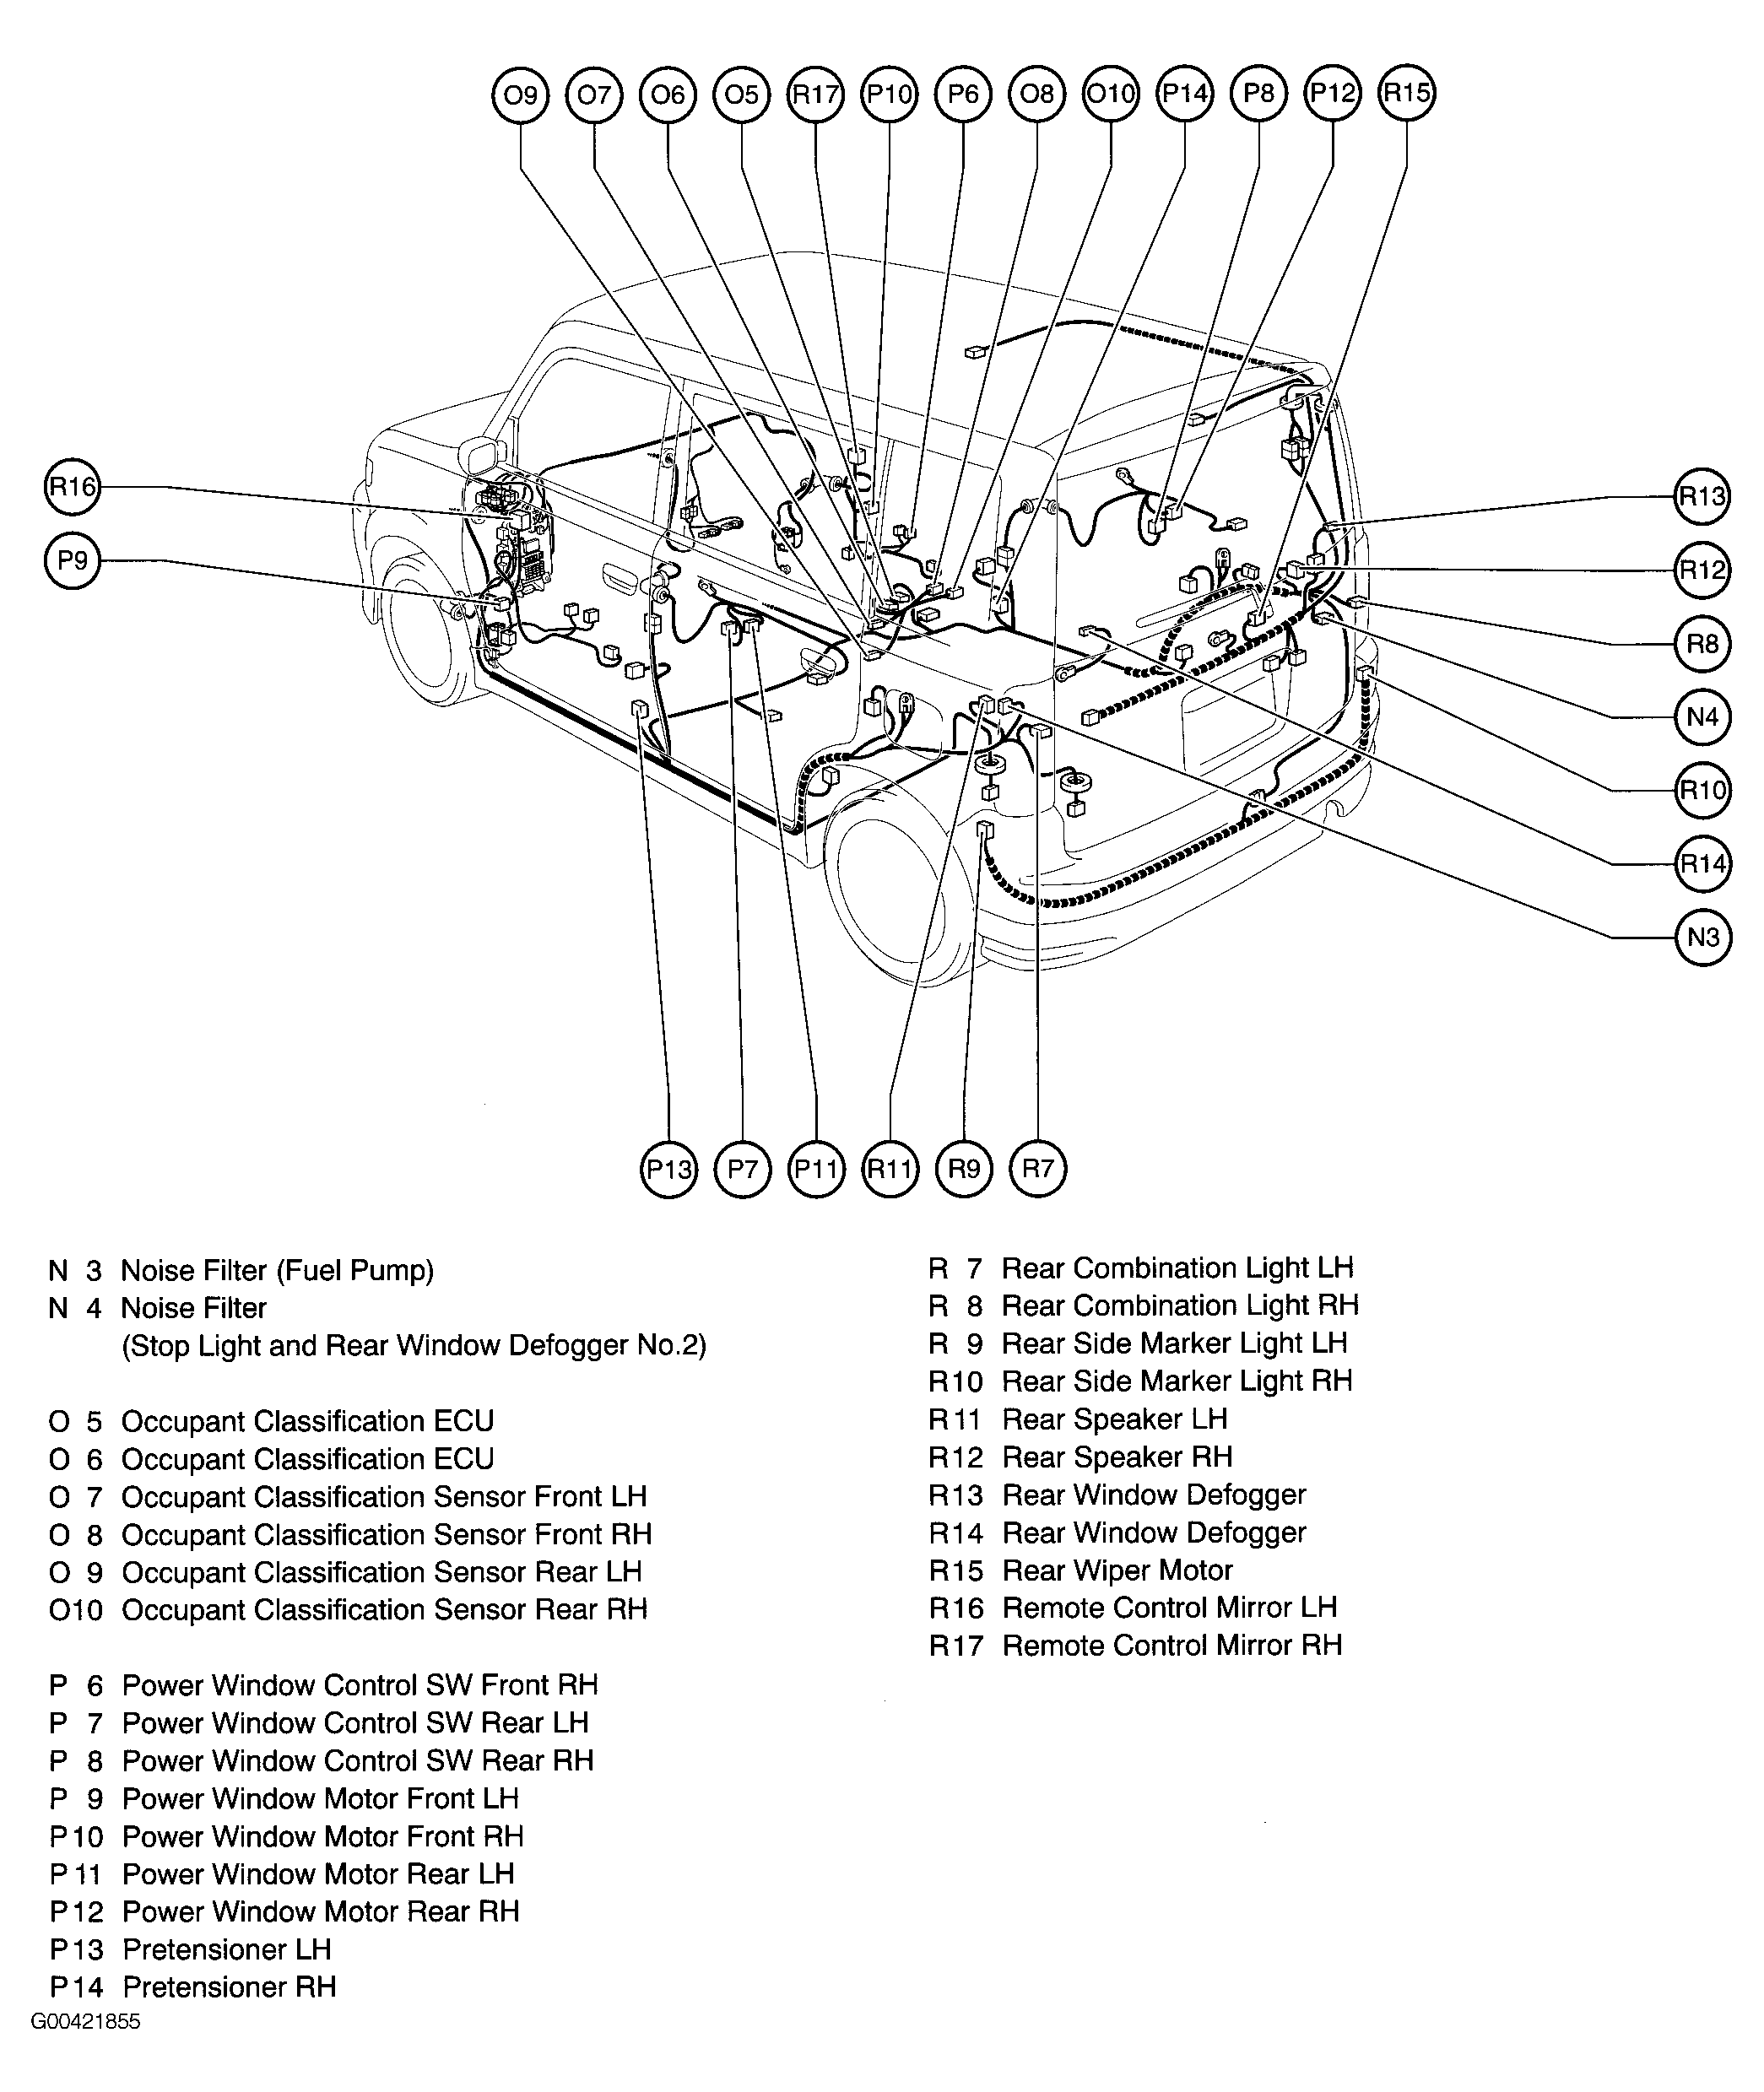 O9 O7 O6 O5 R17 P10 P6 O8 O10 P14 P8 P12 R15
R16
P9
R13
R12
R8
N4
R10
R14
N3
P13 P7 P11 R11 R9 R7
N 3 Noise Filter (Fuel Pump)
N 4 Noise Filter
(Stop Light and Rear Window Defogger No.2)
O 5 Occupant Classification ECU
O 6 Occupant Classification ECU
O 7 Occupant Classification Sensor Front LH
O 8 Occupant Classification Sensor Front RH
O 9 Occupant Classification Sensor Rear LH
O10 Occupant Classification Sensor Rear RH
P 6 Power Window Control SW Front RH
P 7 Power Window Control SW Rear LH
P 8 Power Window Control SW Rear RH
P 9 Power Window Motor Front LH
P10 Power Window Motor Front RH
P11 Power Window Motor Rear LH
P12 Power Window Motor Rear RH
P13 Pretensioner LH
P14 Pretensioner RH
R 7 Rear Combination Light LH
R 8 Rear Combination Light RH
R 9 Rear Side Marker Light LH
R10 Rear Side Marker Light RH
R11 Rear Speaker LH
R12 Rear Speaker RH
R13 Rear Window Defogger
R14 Rear Window Defogger
R15 Rear Wiper Motor
R16 Remote Control Mirror LH
R17 Remote Control Mirror RH
G00421855